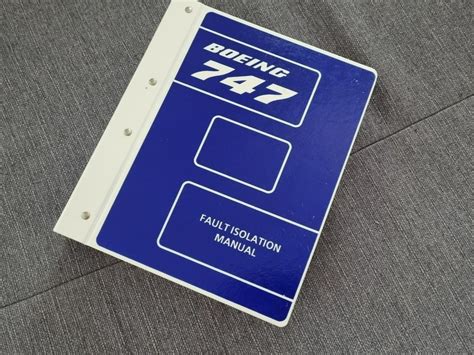 BOEING
747
FAULT ISOLATION
MANUAL